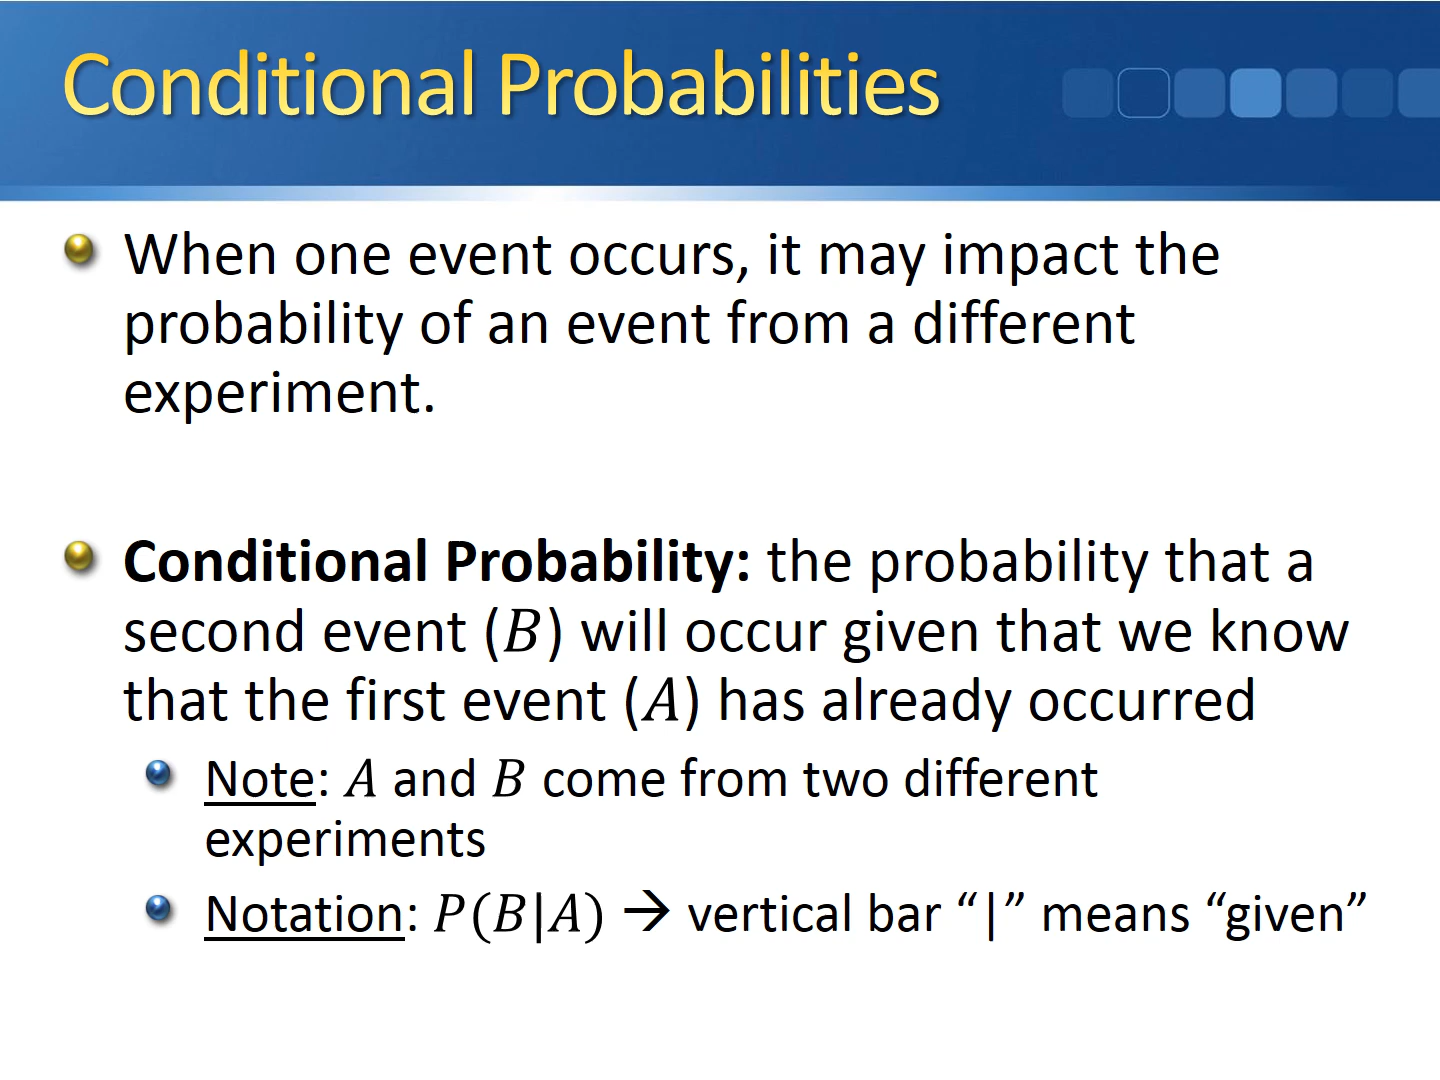 Conditional Probabilities
When one event occurs, it may impact the
probability of an event from a different
experiment.
Conditional Probability: the probability that a
second event (B) will occur given that we know
that the first event (A) has already occurred
Note: A and B come from two different
experiments
Notation: P(B|A) → vertical bar “|” means “given”